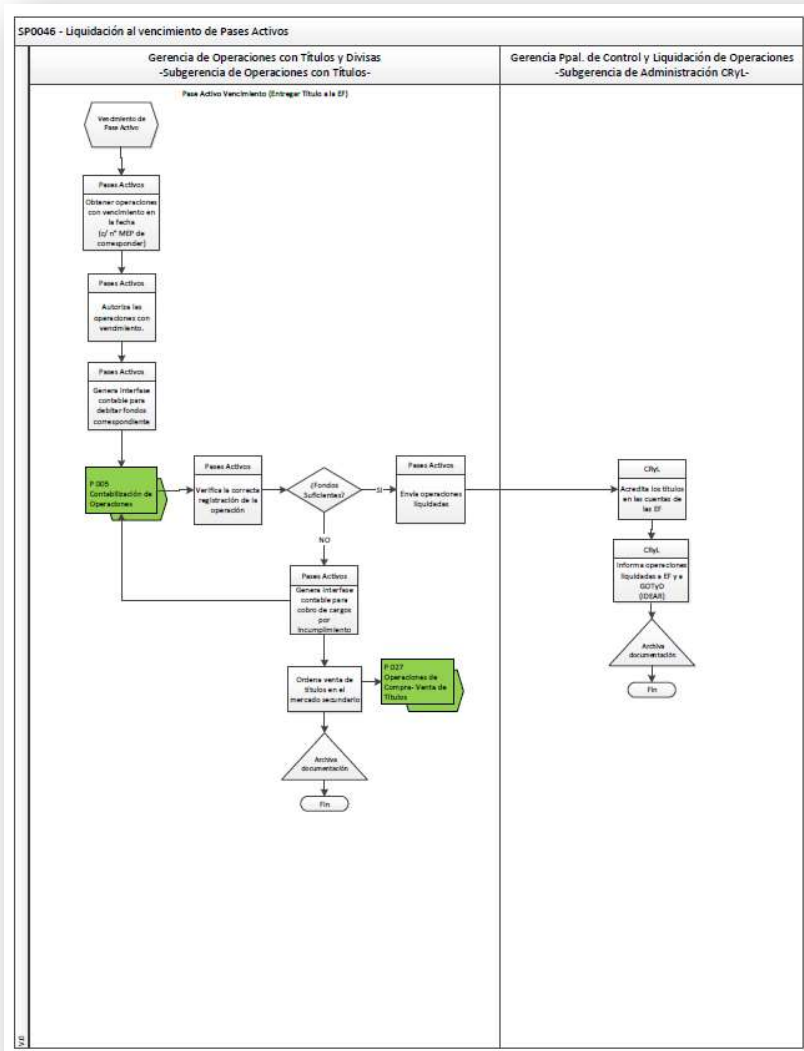 SP0046 - Liquidación al vencimiento de Pases Activos
Gerencia de Operaciones con Títulos y Divisas
-Subgerencia de Operaciones con Títulos-
Gerencia Ppal. de Control y Liquidación de Operaciones
-Subgerencia de Administración CRyL-
Pase Activo Vencimiento (Entregar Título a la EF)
Vencimiento de
Pase Activo
Pases Activos
Obtener operaciones
con vencimiento en
la fecha
(c/ n° MEP de
corresponder)
Pases Activos
Autoriza las
operaciones con
vencimiento.
Pases Activos
Genera Interfase
contable para
debitar fondos
correspondiente
P 005
Contabilización de
Operaciones
Pases Activos
Verifica la correcta
registración de la
operación
¿Fondos
Suficientes?
SI
Pases Activos
Envía operaciones
liquidadas
CRyL
Acredita los títulos
en las cuentas de
las EF
NO
Pases Activos
Genera Interfase
contable para
cobro de cargos
por
Incumplimiento
CRyL
Informa operaciones
liquidadas a EF y a
GOTyD
(IDEAR)
Archiva
documentación
Fin
Ordena venta de
títulos en el
mercado secundario
P 027
Operaciones de
Compra- Venta de
Títulos
Archiva
documentación
Fin
V.0